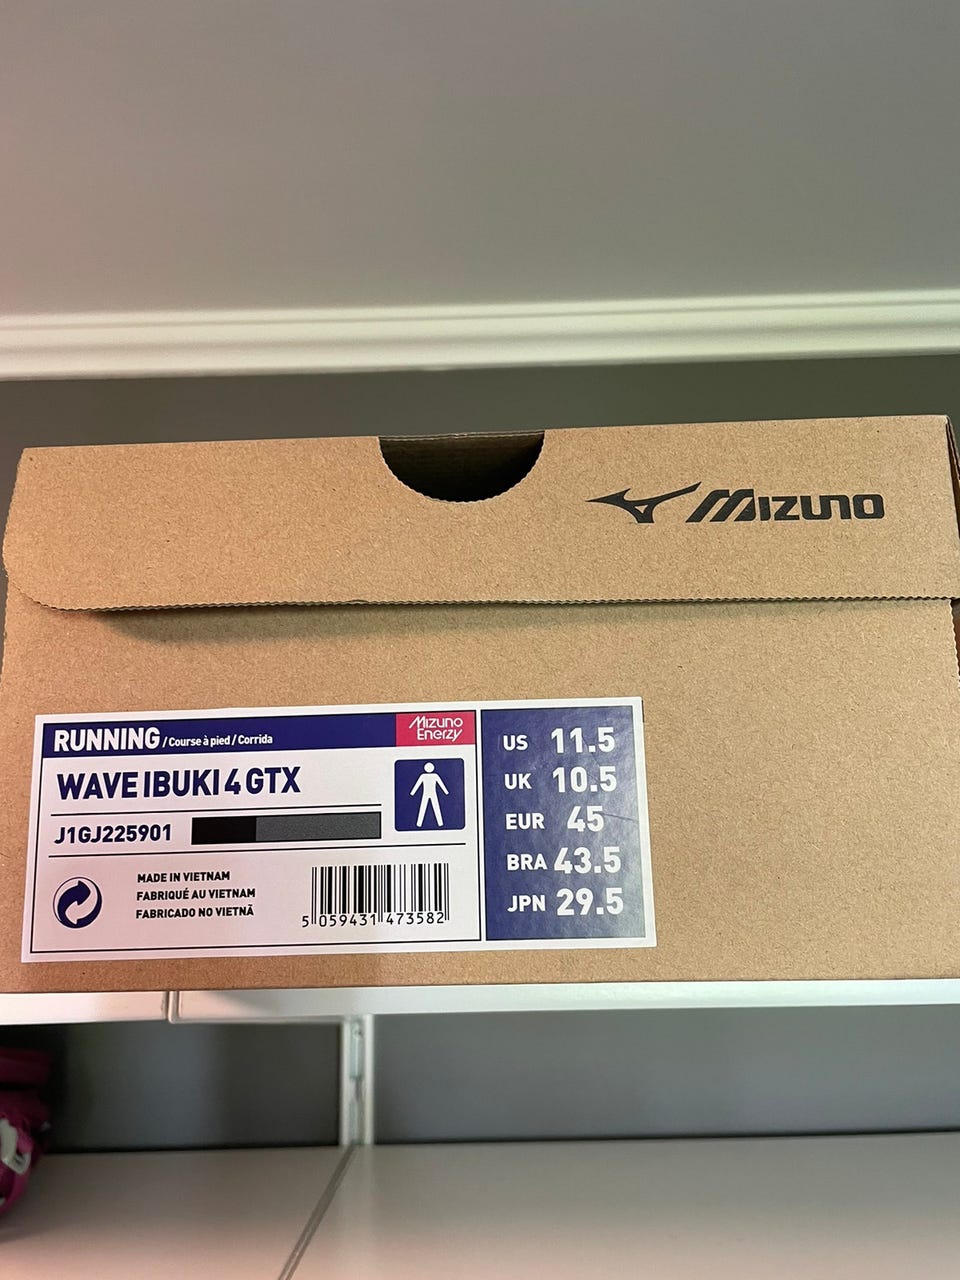 MIZUNO
RUNNING / Course à pied / Corrida
Mizuno
Enerzy
WAVE IBUKI 4 GTX
J1GJ225901
MADE IN VIETNAM
FABRIQUÉ AU VIETNAM
FABRICADO NO VIETNÃ
5 059431 473582
US 11.5
UK 10.5
EUR 45
BRA 43.5
JPN 29.5